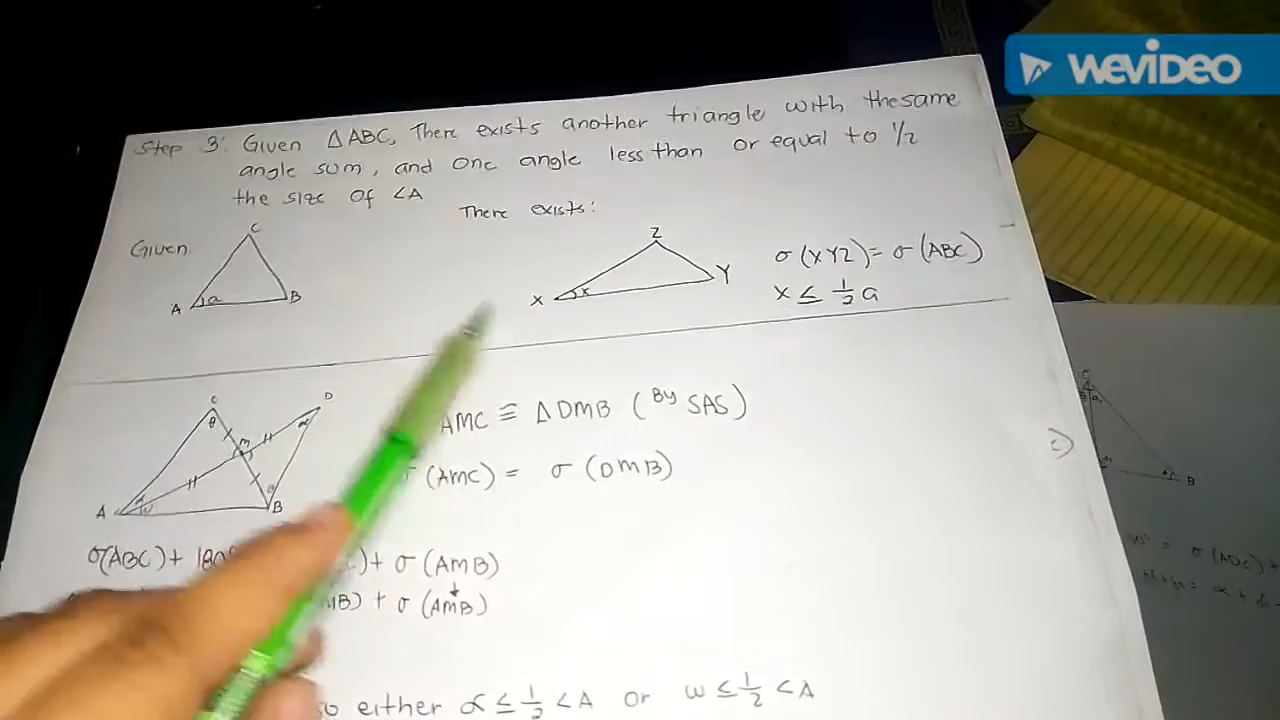 WEVIDEO
Step 3: Given △ABC, There exists another triangle with the same
angle sum, and one angle less than or equal to 1/2
the size of <A
There exists:
Given
C
A
a
B
Z
X
x
Y
σ(XYZ) = σ(ABC)
x ≤ 1/2 a
C
D
θ
α
m
α
w
θ
A
B
AMC ≅ △DMB (By SAS)
σ(AMC) = σ(DMB)
σ(ABC) + 180° + σ(AMB)
MB) + σ(AMB)
so either α ≤ 1/2 <A or w ≤ 1/2 <A
C
B
= σ(ABC) +